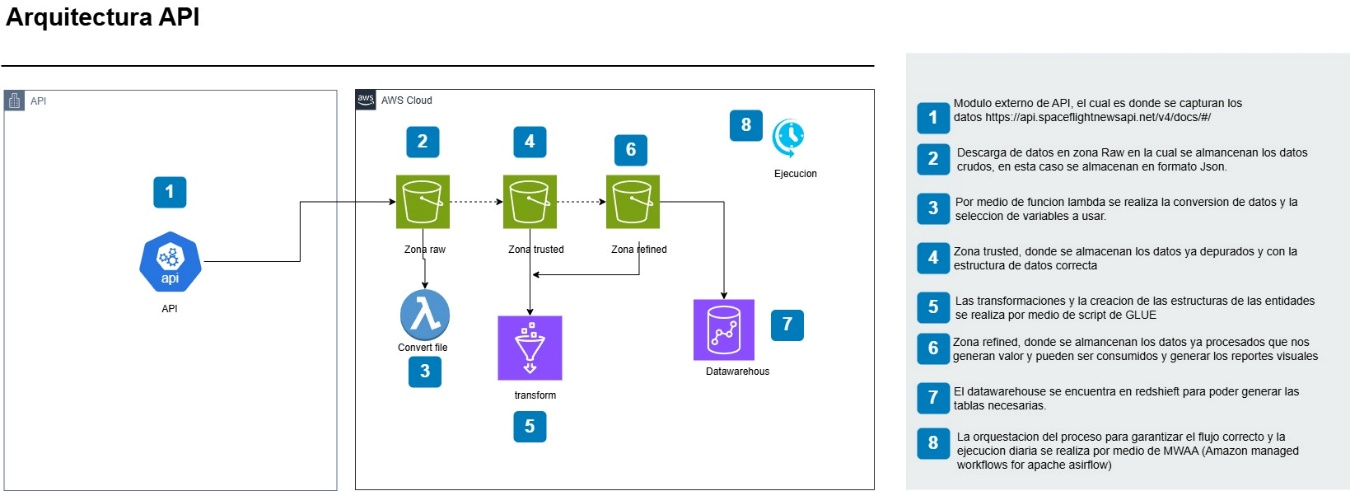 Arquitectura API
API
aws
AWS Cloud
8
Ejecucion
2
4
6
1
Zona raw
Zona trusted
Zona refined
api
API
Convert file
3
transform
5
7
Datawarehous
1
Modulo externo de API, el cual es donde se capturan los
datos https://api.spaceflightnewsapi.net/v4/docs/#/
2
Descarga de datos en zona Raw en la cual se almancenan los datos
crudos, en esta caso se almacenan en formato Json.
3
Por medio de funcion lambda se realiza la conversion de datos y la
seleccion de variables a usar.
4
Zona trusted, donde se almacenan los datos ya depurados y con la
estructura de datos correcta
5
Las transformaciones y la creacion de las estructuras de las entidades
se realiza por medio de script de GLUE
6
Zona refined, donde se almancenan los datos ya procesados que nos
generan valor y pueden ser consumidos y generar los reportes visuales
7
El datawarehouse se encuentra en redshieft para poder generar las
tablas necesarias.
8
La orquestacion del proceso para garantizar el flujo correcto y la
ejecucion diaria se realiza por medio de MWAA (Amazon managed
workflows for apache asirflow)